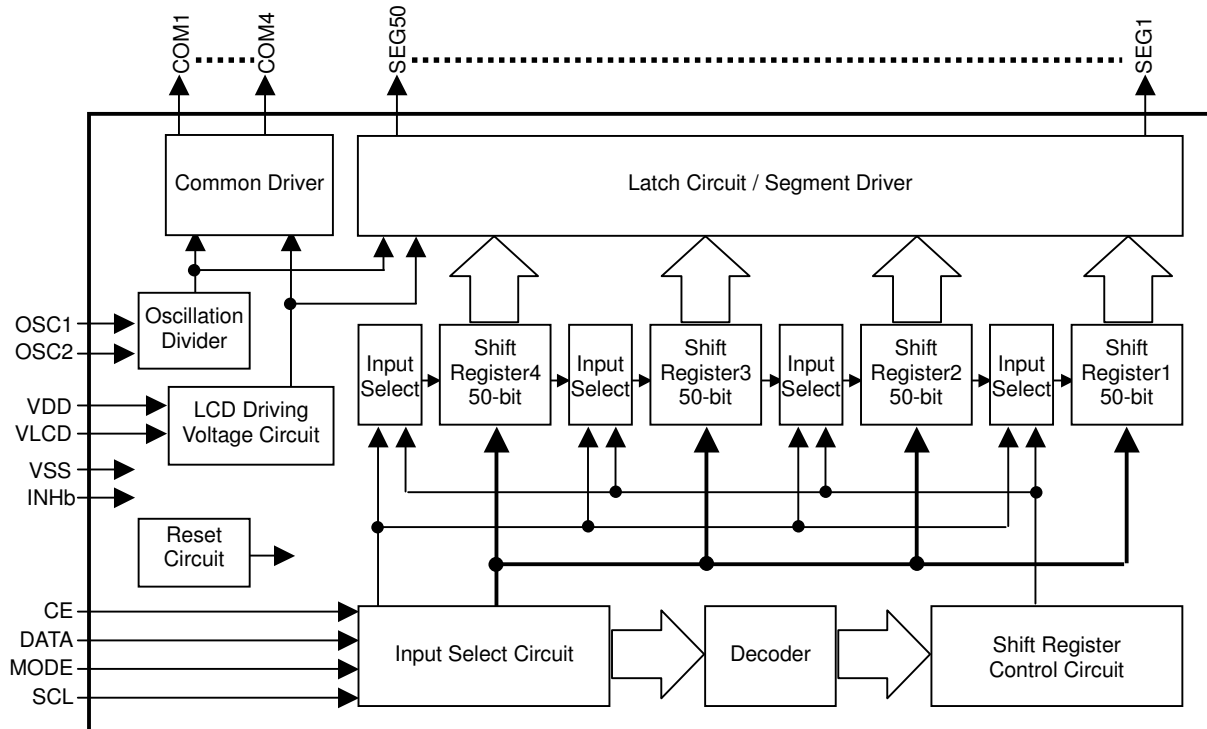 COM1
COM4
SEG50
SEG1
Common Driver
Latch Circuit / Segment Driver
OSC1
OSC2
Oscillation
Divider
VDD
VLCD
LCD Driving
Voltage Circuit
VSS
INHb
Input
Select
Shift
Register4
50-bit
Input
Select
Shift
Register3
50-bit
Input
Select
Shift
Register2
50-bit
Input
Select
Shift
Register1
50-bit
Reset
Circuit
CE
DATA
MODE
SCL
Input Select Circuit
Decoder
Shift Register
Control Circuit